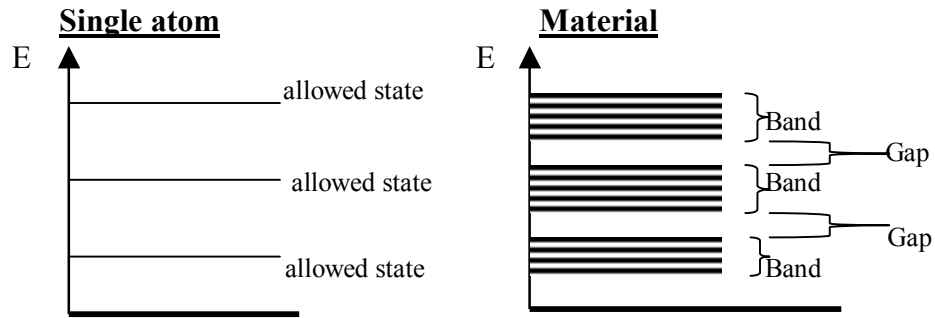 Single atom
E
allowed state
allowed state
allowed state
Material
E
Band
Gap
Band
Gap
Band